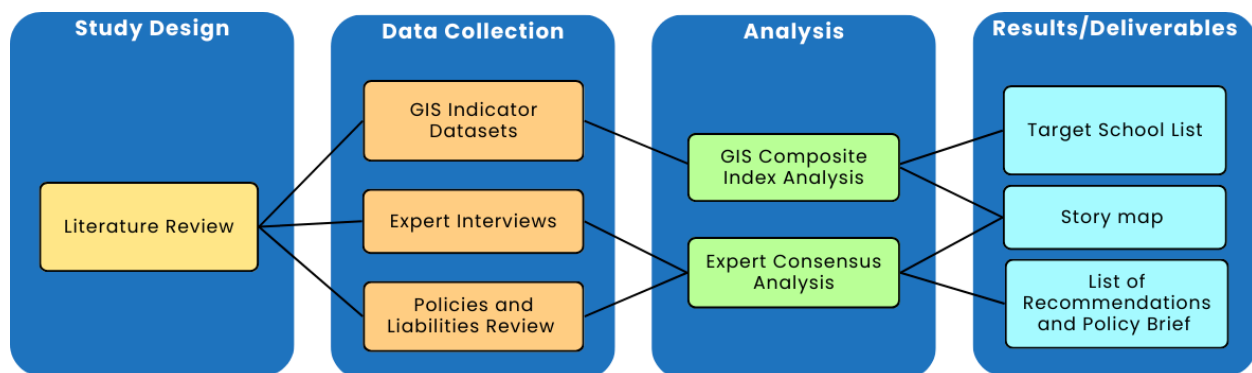 Study Design
Literature Review
Data Collection
GIS Indicator
Datasets
Expert Interviews
Policies and
Liabilities Review
Analysis
GIS Composite
Index Analysis
Expert Consensus
Analysis
Results/Deliverables
Target School List
Story map
List of
Recommendations
and Policy Brief